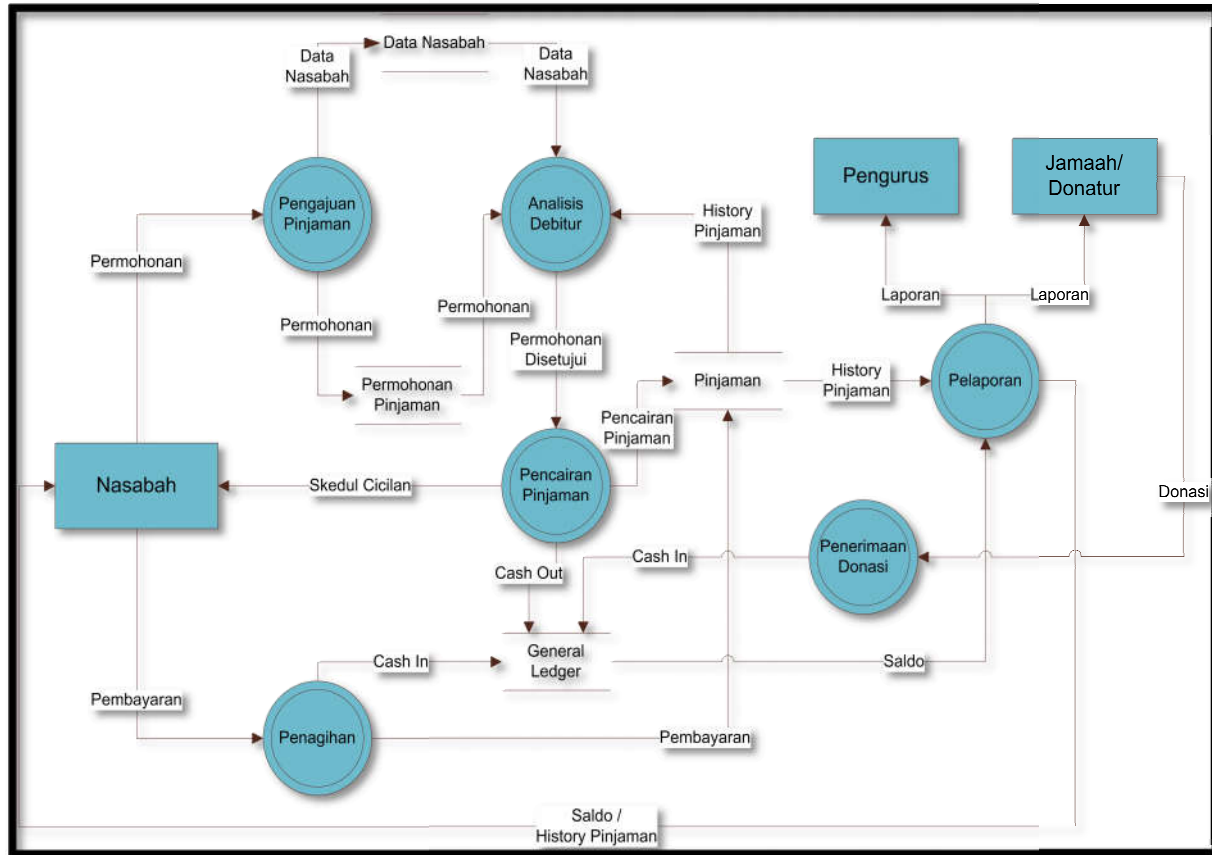 Data
Nasabah
Data Nasabah
Data
Nasabah
Pengajuan
Pinjaman
Analisis
Debitur
Pengurus
Jamaah/
Donatur
History
Pinjaman
Permohonan
Permohonan
Permohonan
Permohonan
Disetujui
Laporan
Laporan
Permohonan
Pinjaman
Pinjaman
History
Pinjaman
Pelaporan
Pencairan
Pinjaman
Nasabah
Skedul Cicilan
Pencairan
Pinjaman
Donasi
Penerimaan
Donasi
Cash In
Cash Out
General
Ledger
Cash In
Saldo
Pembayaran
Penagihan
Pembayaran
Saldo /
History Pinjaman